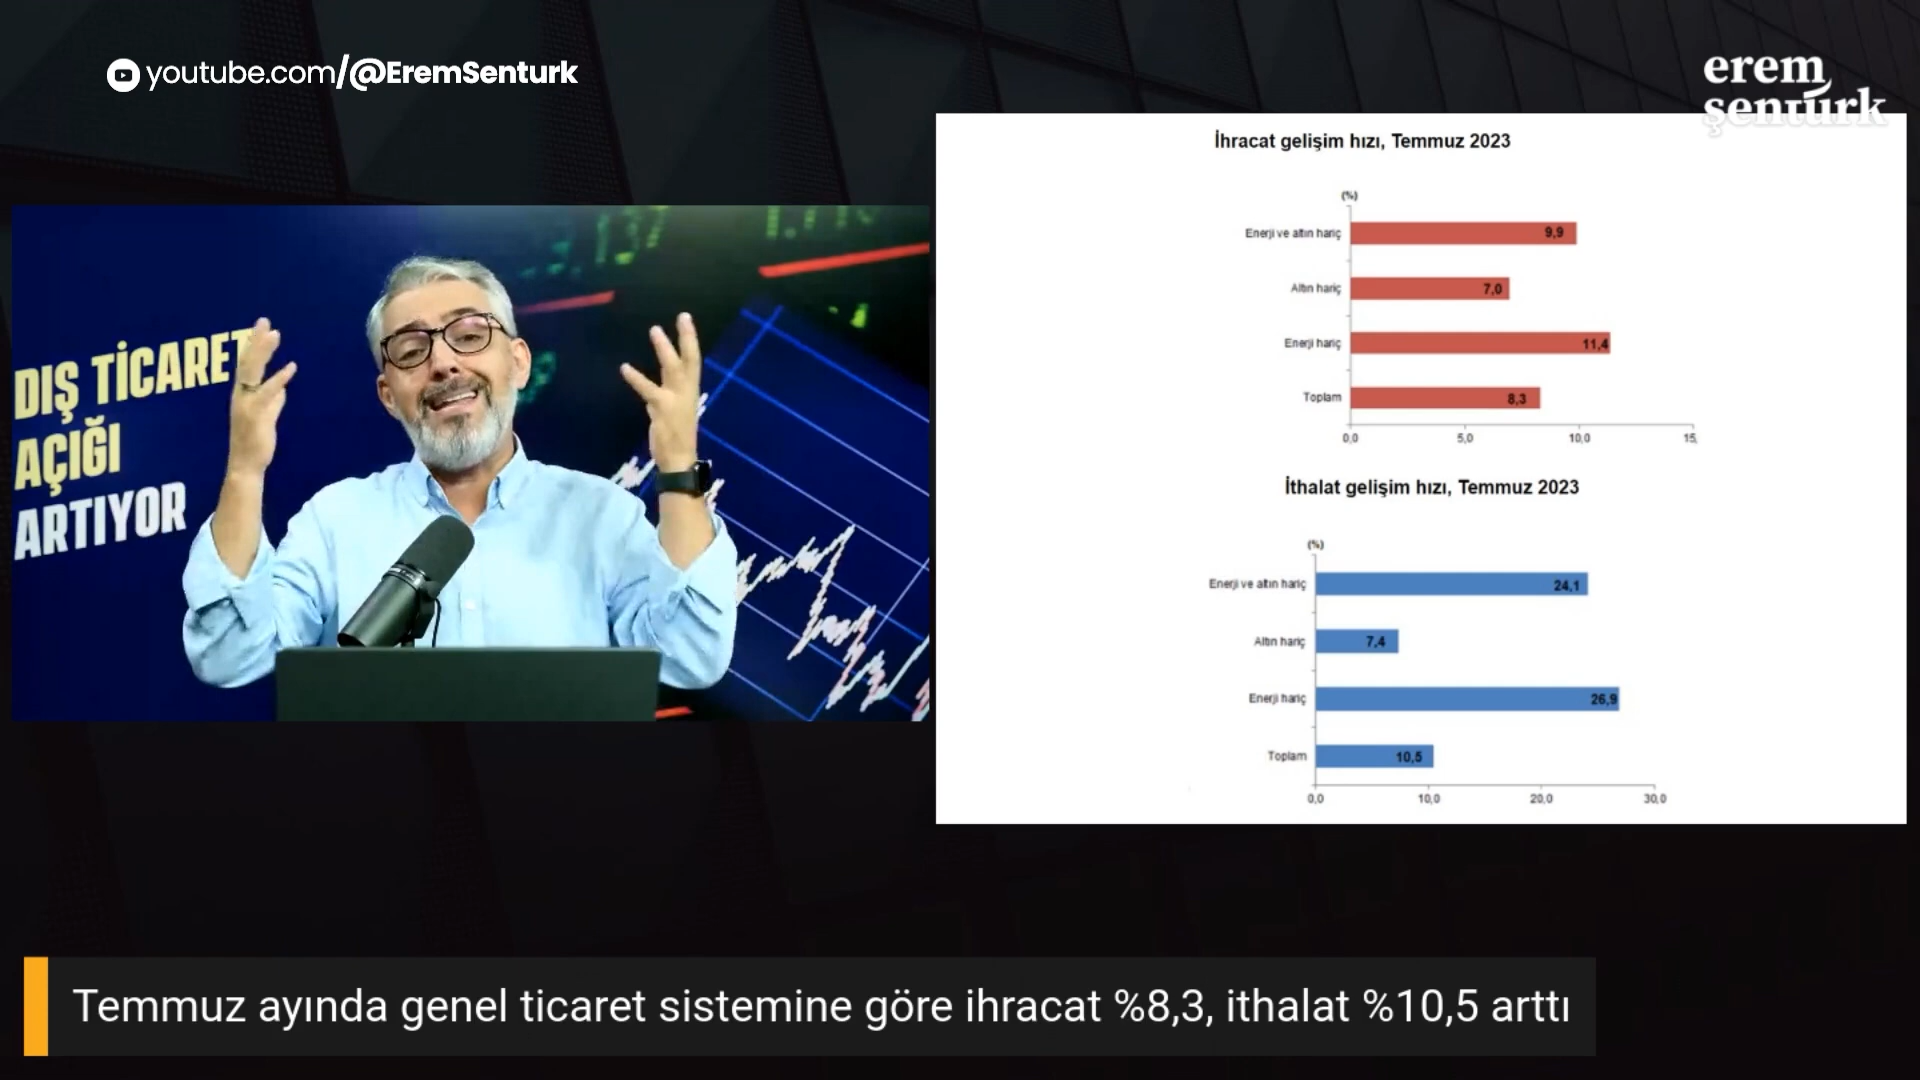 youtube.com/@EremSenturk
erem
şentürk
DIŞ TİCARET
AÇIĞI
ARTIYOR
İhracat gelişim hızı, Temmuz 2023
(%)
Enerji ve altın hariç 9,9
Altın hariç 7,0
Enerji hariç 11,4
Toplam 8,3
0,0 5,0 10,0 15,
İthalat gelişim hızı, Temmuz 2023
(%)
Enerji ve altın hariç 24,1
Altın hariç 7,4
Enerji hariç 26,9
Toplam 10,5
0,0 10,0 20,0 30,0
Temmuz ayında genel ticaret sistemine göre ihracat %8,3, ithalat %10,5 arttı